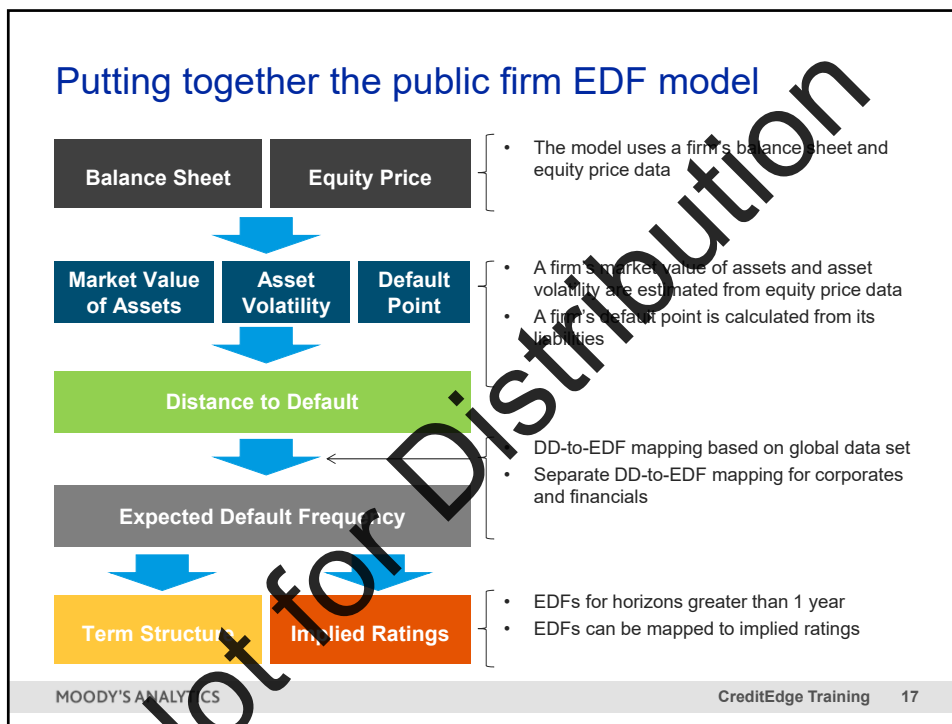 Putting together the public firm EDF model
Balance Sheet
Equity Price
• The model uses a firm's balance sheet and
equity price data
Market Value
of Assets
Asset
Volatility
Default
Point
• A firm's market value of assets and asset
volatility are estimated from equity price data
• A firm's default point is calculated from its
liabilities
Distance to Default
• DD-to-EDF mapping based on global data set
• Separate DD-to-EDF mapping for corporates
and financials
Expected Default Frequency
Term Structure
Implied Ratings
• EDFs for horizons greater than 1 year
• EDFs can be mapped to implied ratings
MOODY'S ANALYTICS
CreditEdge Training 17
Not for Distribution